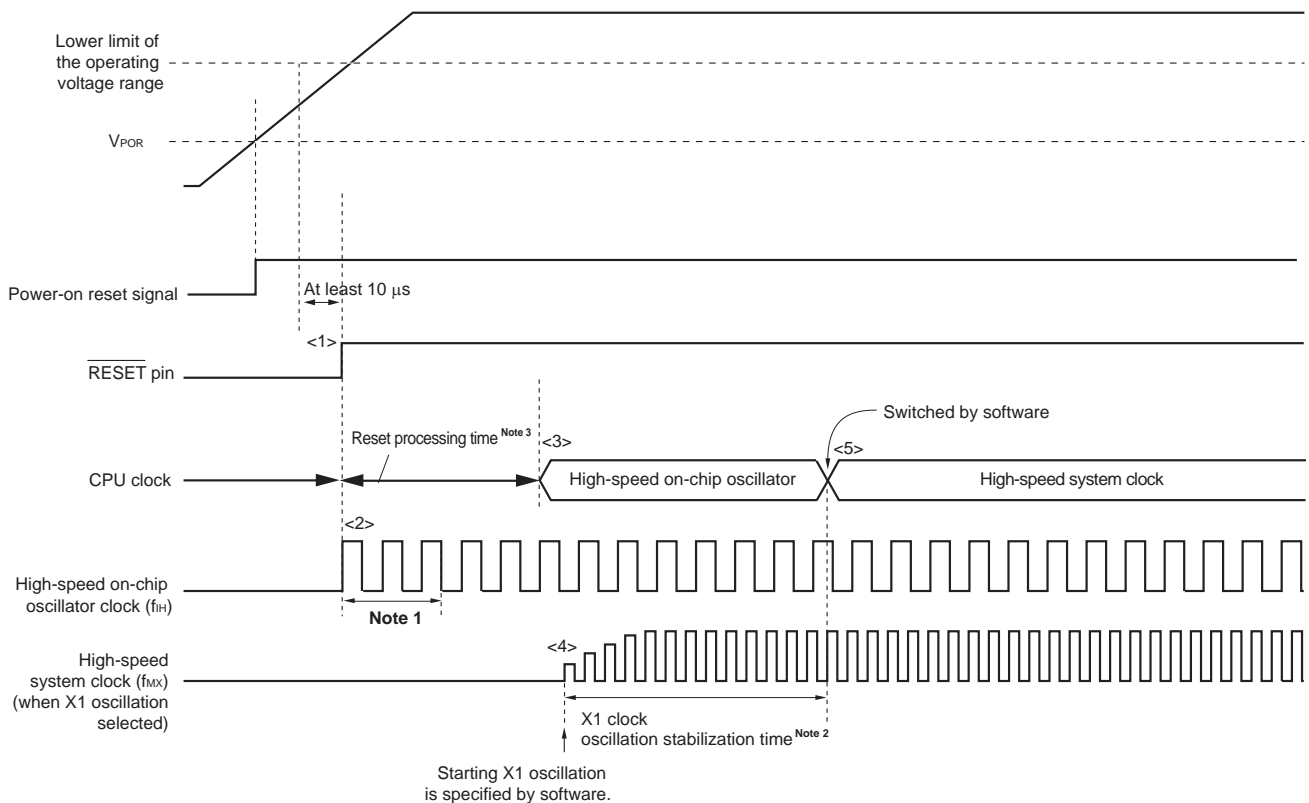 Lower limit of
the operating
voltage range
VPOR
Power-on reset signal
At least 10 μs
<1>
RESET pin
Switched by software
Reset processing time Note 3
<3>
<5>
CPU clock
High-speed on-chip oscillator
High-speed system clock
<2>
High-speed on-chip
oscillator clock (fIH)
Note 1
<4>
High-speed
system clock (fMX)
(when X1 oscillation
selected)
X1 clock
oscillation stabilization time Note 2
Starting X1 oscillation
is specified by software.